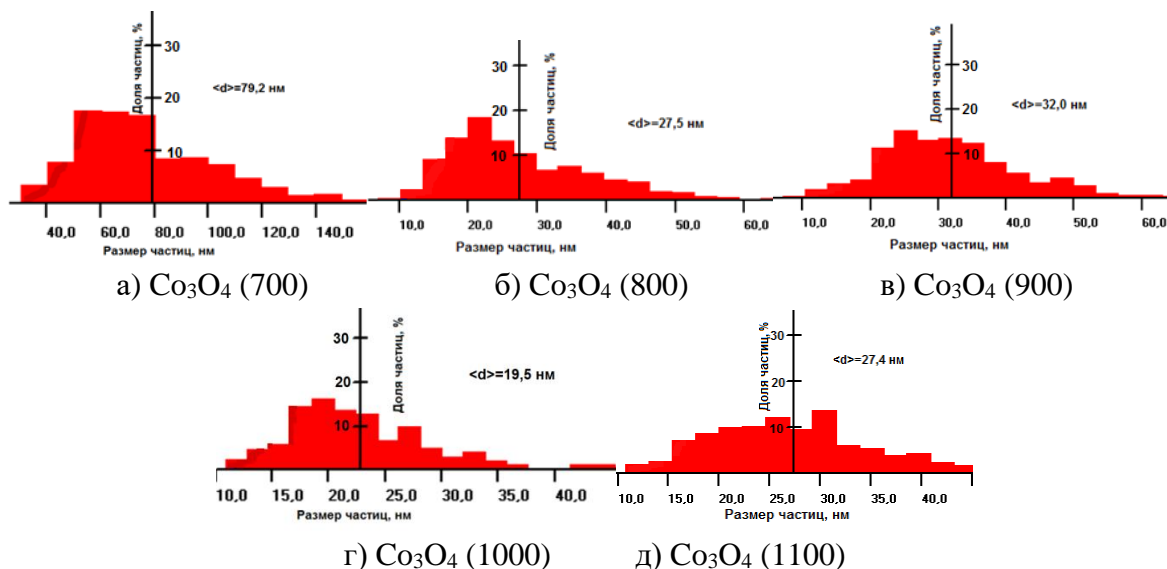 Доля частиц, %
30
20
10
<d>=79,2 нм
40,0 60,0 80,0 100,0 120,0 140,0
Размер частиц, нм
а) Co₃O₄ (700)
Доля частиц, %
30
20
10
<d>=27,5 нм
10,0 20,0 30,0 40,0 50,0 60,0
Размер частиц, нм
б) Co₃O₄ (800)
Доля частиц, %
30
20
10
<d>=32,0 нм
10,0 20,0 30,0 40,0 50,0 60,0
Размер частиц, нм
в) Co₃O₄ (900)
Доля частиц, %
30
20
10
<d>=19,5 нм
10,0 15,0 20,0 25,0 30,0 35,0 40,0
Размер частиц, нм
г) Co₃O₄ (1000)
Доля частиц, %
30
20
10
<d>=27,4 нм
10,0 15,0 20,0 25,0 30,0 35,0 40,0
Размер частиц, нм
д) Co₃O₄ (1100)